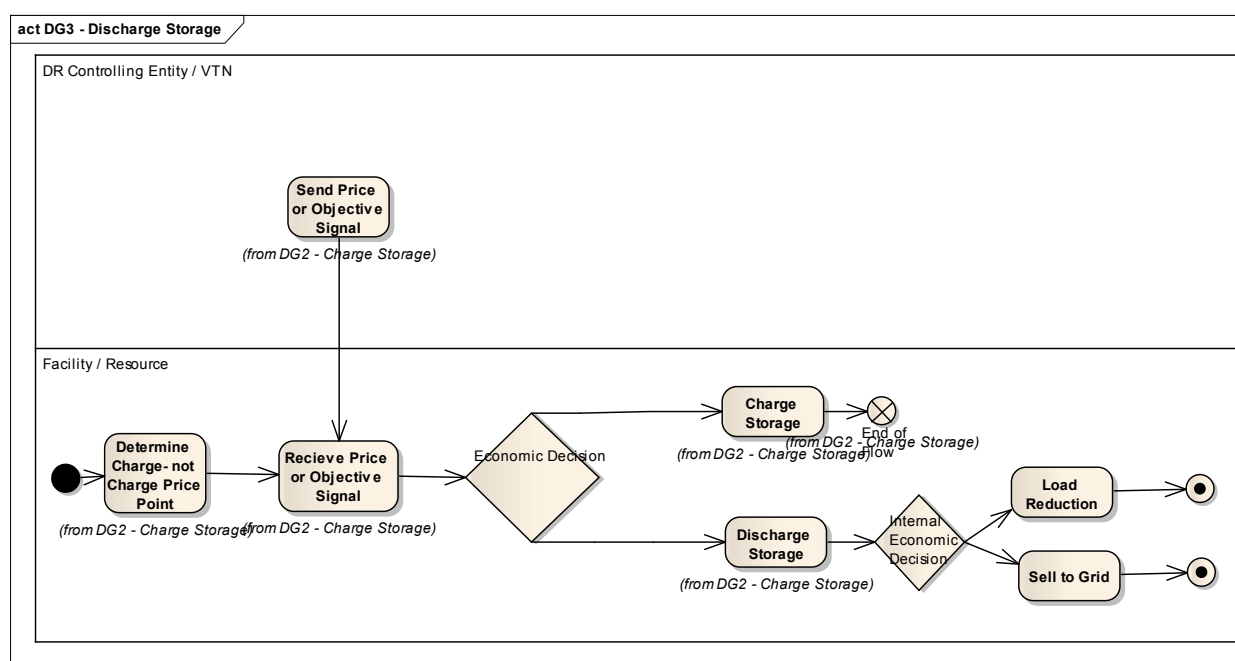 act DG3 - Discharge Storage
DR Controlling Entity / VTN
Send Price
or Objective
Signal
(from DG2 - Charge Storage)
Facility / Resource
Determine
Charge- not
Charge Price
Point
(from DG2 - Charge Storage)
Recieve Price
or Objective
Signal
(from DG2 - Charge Storage)
Economic Decision
Charge
Storage
(from DG2 - Charge Storage)
End of
Flow
(from DG2 - Charge Storage)
Discharge
Storage
(from DG2 - Charge Storage)
Internal
Economic
Decision
Load
Reduction
Sell to Grid